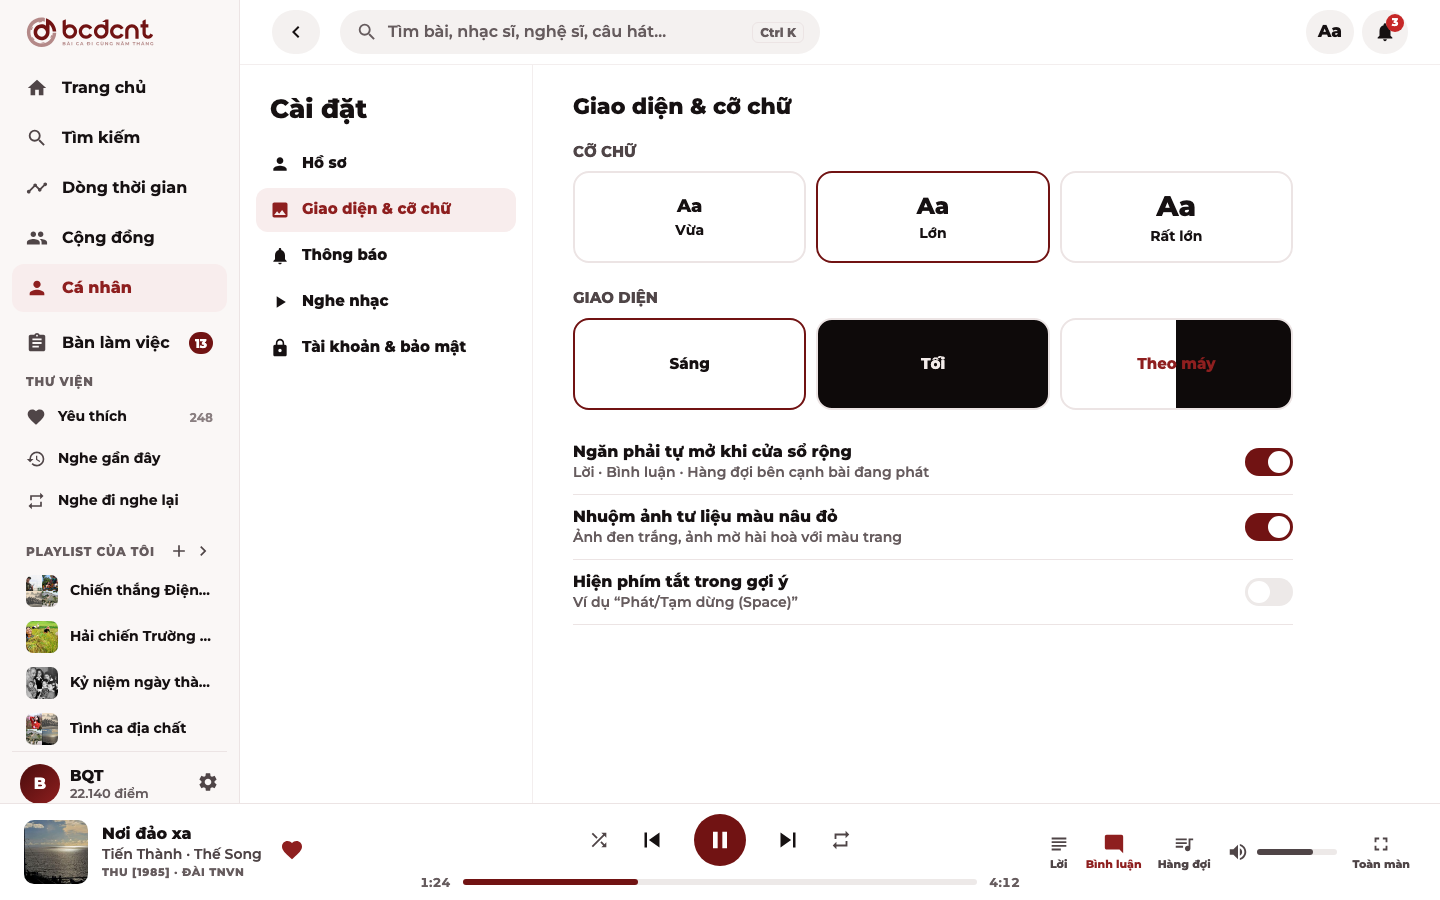 bcdcnt
BÀI CA ĐI CÙNG NĂM THÁNG
Trang chủ
Tìm kiếm
Dòng thời gian
Cộng đồng
Cá nhân
Bàn làm việc 13
THƯ VIỆN
Yêu thích 248
Nghe gần đây
Nghe đi nghe lại
PLAYLIST CỦA TÔI
Chiến thắng Điện...
Hải chiến Trường ...
Kỷ niệm ngày thà...
Tình ca địa chất
B
BQT
22.140 điểm
Tìm bài, nhạc sĩ, nghệ sĩ, câu hát... Ctrl K
Aa
3
Cài đặt
Hồ sơ
Giao diện & cỡ chữ
Thông báo
Nghe nhạc
Tài khoản & bảo mật
Giao diện & cỡ chữ
CỠ CHỮ
Aa
Vừa
Aa
Lớn
Aa
Rất lớn
GIAO DIỆN
Sáng
Tối
Theo máy
Ngăn phải tự mở khi cửa sổ rộng
Lời · Bình luận · Hàng đợi bên cạnh bài đang phát
Nhuộm ảnh tư liệu màu nâu đỏ
Ảnh đen trắng, ảnh mờ hài hoà với màu trang
Hiện phím tắt trong gợi ý
Ví dụ “Phát/Tạm dừng (Space)”
Nơi đảo xa
Tiến Thành · Thế Song
THU [1985] · ĐÀI TNVN
1:24
4:12
Lời
Bình luận
Hàng đợi
Toàn màn